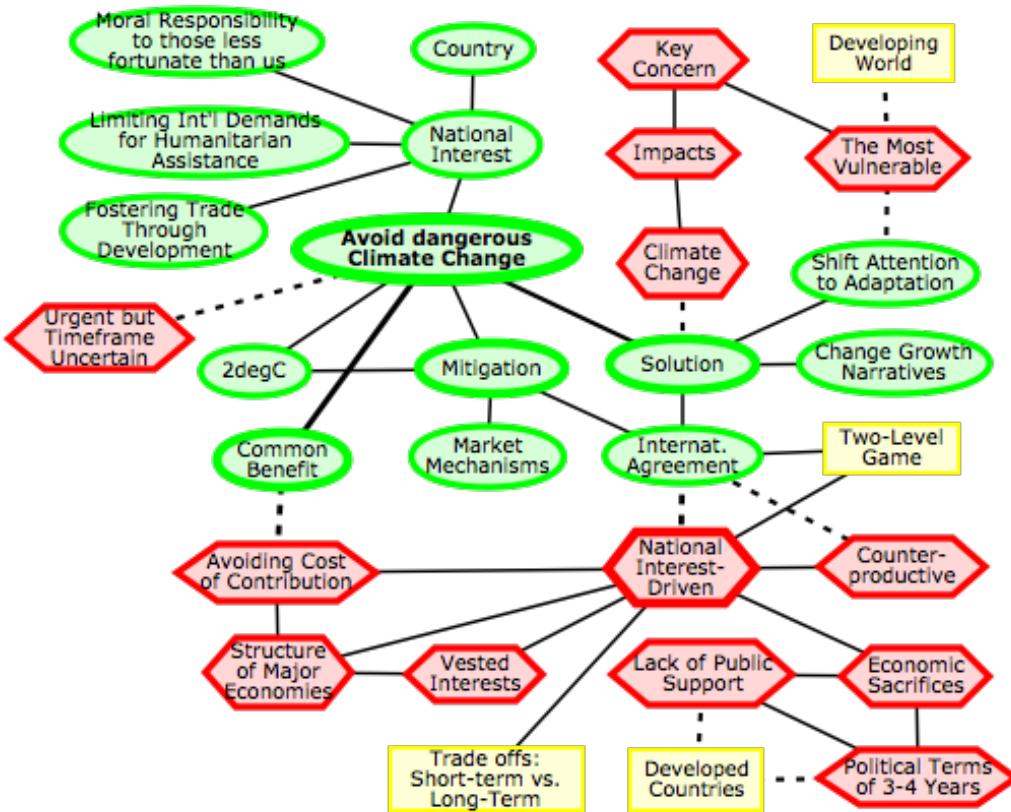 Moral Responsibility
to those less
fortunate than us
Country
Key
Concern
Developing
World
Limiting Int'l Demands
for Humanitarian
Assistance
National
Interest
Impacts
The Most
Vulnerable
Fostering Trade
Through
Development
Avoid dangerous
Climate Change
Climate
Change
Shift Attention
to Adaptation
Urgent but
Timeframe
Uncertain
2degC
Mitigation
Solution
Change Growth
Narratives
Common
Benefit
Market
Mechanisms
Internat.
Agreement
Two-Level
Game
Avoiding Cost
of Contribution
National
Interest-
Driven
Counter-
productive
Structure
of Major
Economies
Vested
Interests
Lack of Public
Support
Economic
Sacrifices
Trade offs:
Short-term vs.
Long-Term
Developed
Countries
Political Terms
of 3-4 Years